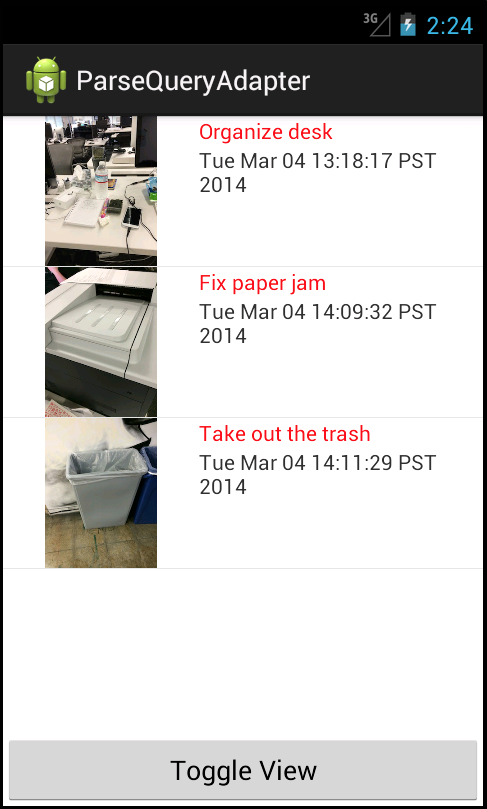 3G 2:24
ParseQueryAdapter
Organize desk
Tue Mar 04 13:18:17 PST
2014
Fix paper jam
Tue Mar 04 14:09:32 PST
2014
Take out the trash
Tue Mar 04 14:11:29 PST
2014
Toggle View